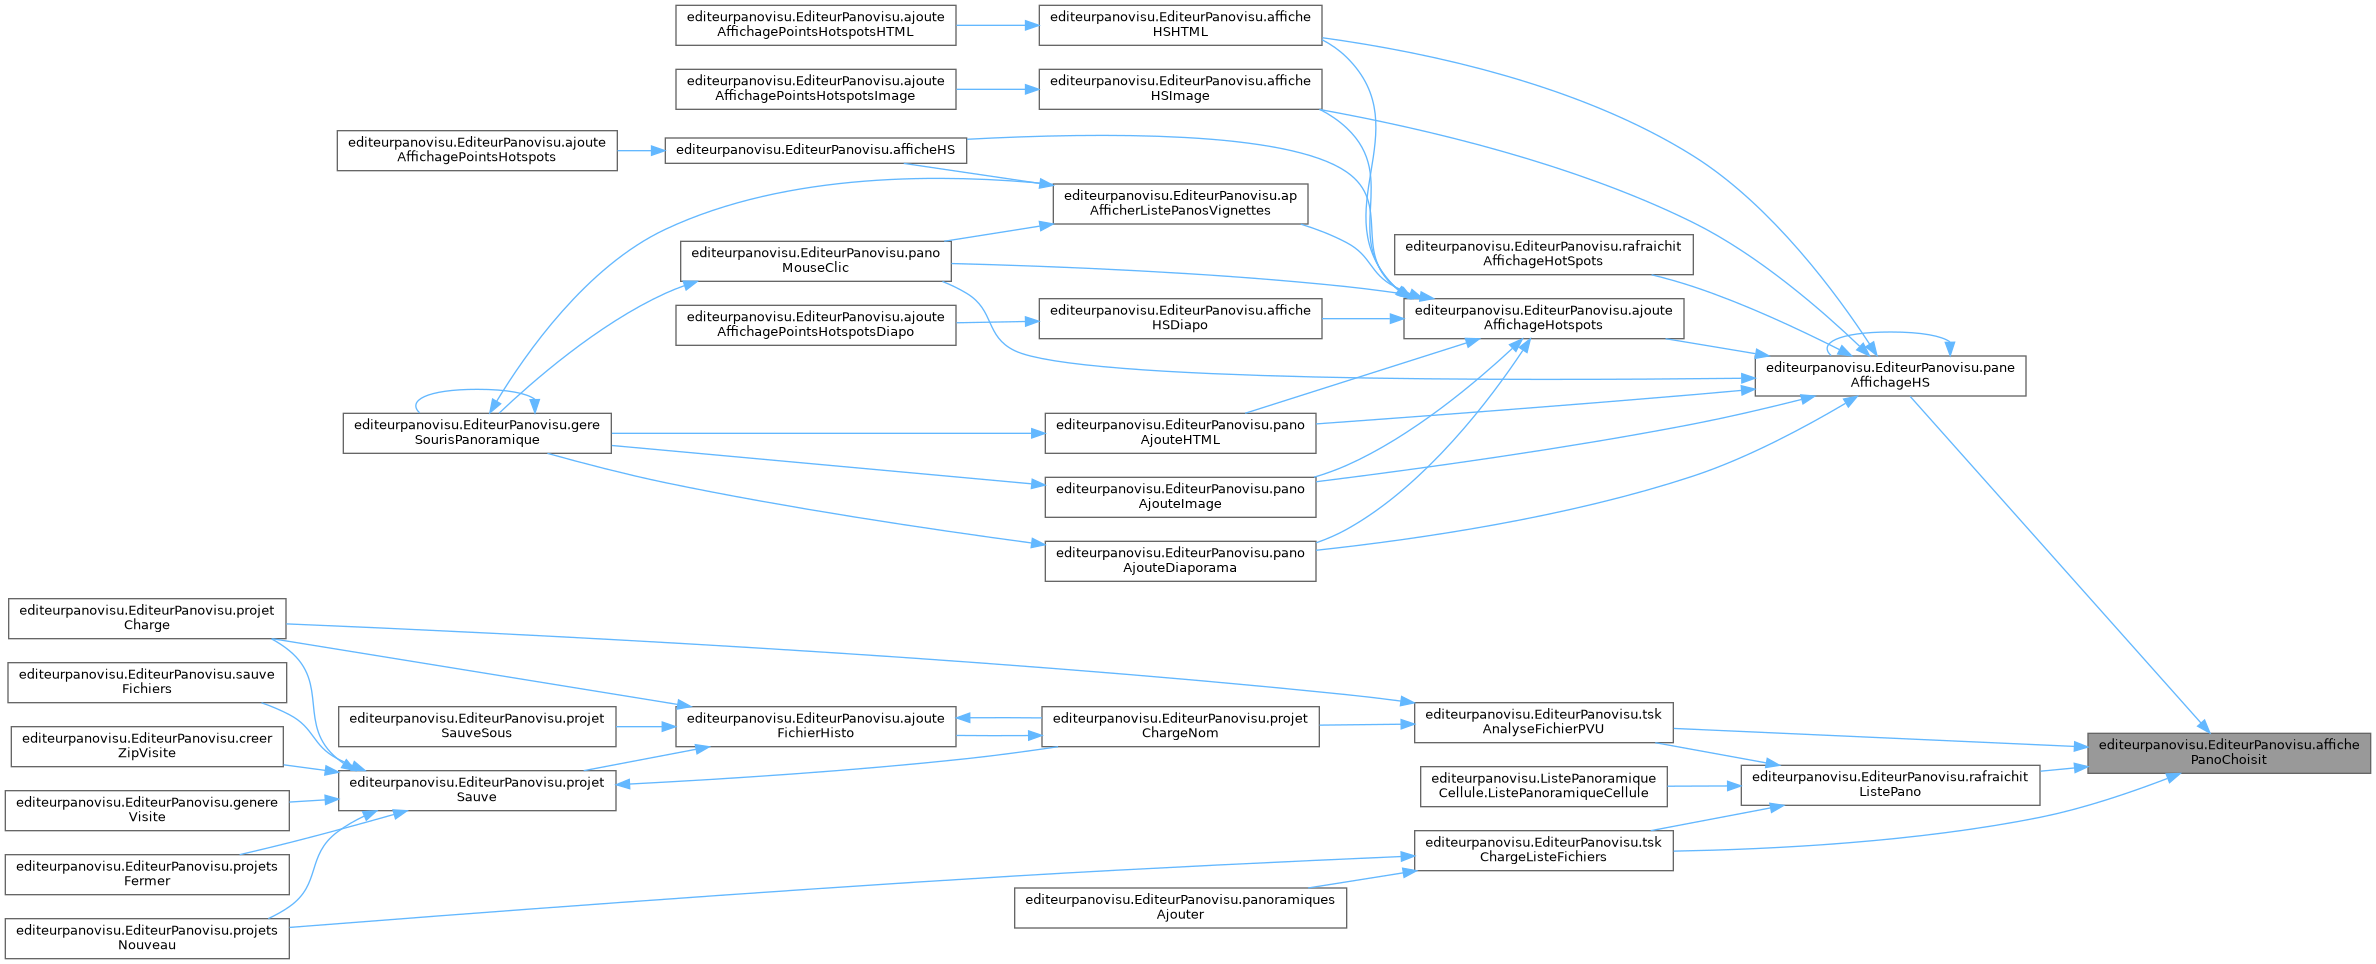 editeurpanovisu.EditeurPanovisu.ajoute
AffichagePointsHotspotsHTML
editeurpanovisu.EditeurPanovisu.affiche
HSHTML
editeurpanovisu.EditeurPanovisu.ajoute
AffichagePointsHotspotsImage
editeurpanovisu.EditeurPanovisu.affiche
HSImage
editeurpanovisu.EditeurPanovisu.ajoute
AffichagePointsHotspots
editeurpanovisu.EditeurPanovisu.afficheHS
editeurpanovisu.EditeurPanovisu.ap
AfficherListePanosVignettes
editeurpanovisu.EditeurPanovisu.pano
MouseClic
editeurpanovisu.EditeurPanovisu.rafraichit
AffichageHotSpots
editeurpanovisu.EditeurPanovisu.ajoute
AffichagePointsHotspotsDiapo
editeurpanovisu.EditeurPanovisu.affiche
HSDiapo
editeurpanovisu.EditeurPanovisu.ajoute
AffichageHotspots
editeurpanovisu.EditeurPanovisu.pane
AffichageHS
editeurpanovisu.EditeurPanovisu.gere
SourisPanoramique
editeurpanovisu.EditeurPanovisu.pano
AjouteHTML
editeurpanovisu.EditeurPanovisu.pano
AjouteImage
editeurpanovisu.EditeurPanovisu.pano
AjouteDiaporama
editeurpanovisu.EditeurPanovisu.projet
Charge
editeurpanovisu.EditeurPanovisu.sauve
Fichiers
editeurpanovisu.EditeurPanovisu.creer
ZipVisite
editeurpanovisu.EditeurPanovisu.genere
Visite
editeurpanovisu.EditeurPanovisu.projets
Fermer
editeurpanovisu.EditeurPanovisu.projets
Nouveau
editeurpanovisu.EditeurPanovisu.projet
SauveSous
editeurpanovisu.EditeurPanovisu.projet
Sauve
editeurpanovisu.EditeurPanovisu.ajoute
FichierHisto
editeurpanovisu.EditeurPanovisu.projet
ChargeNom
editeurpanovisu.EditeurPanovisu.tsk
AnalyseFichierPVU
editeurpanovisu.ListePanoramique
Cellule.ListePanoramiqueCellule
editeurpanovisu.EditeurPanovisu.rafraichit
ListePano
editeurpanovisu.EditeurPanovisu.affiche
PanoChoisit
editeurpanovisu.EditeurPanovisu.tsk
ChargeListeFichiers
editeurpanovisu.EditeurPanovisu.panoramiques
Ajouter